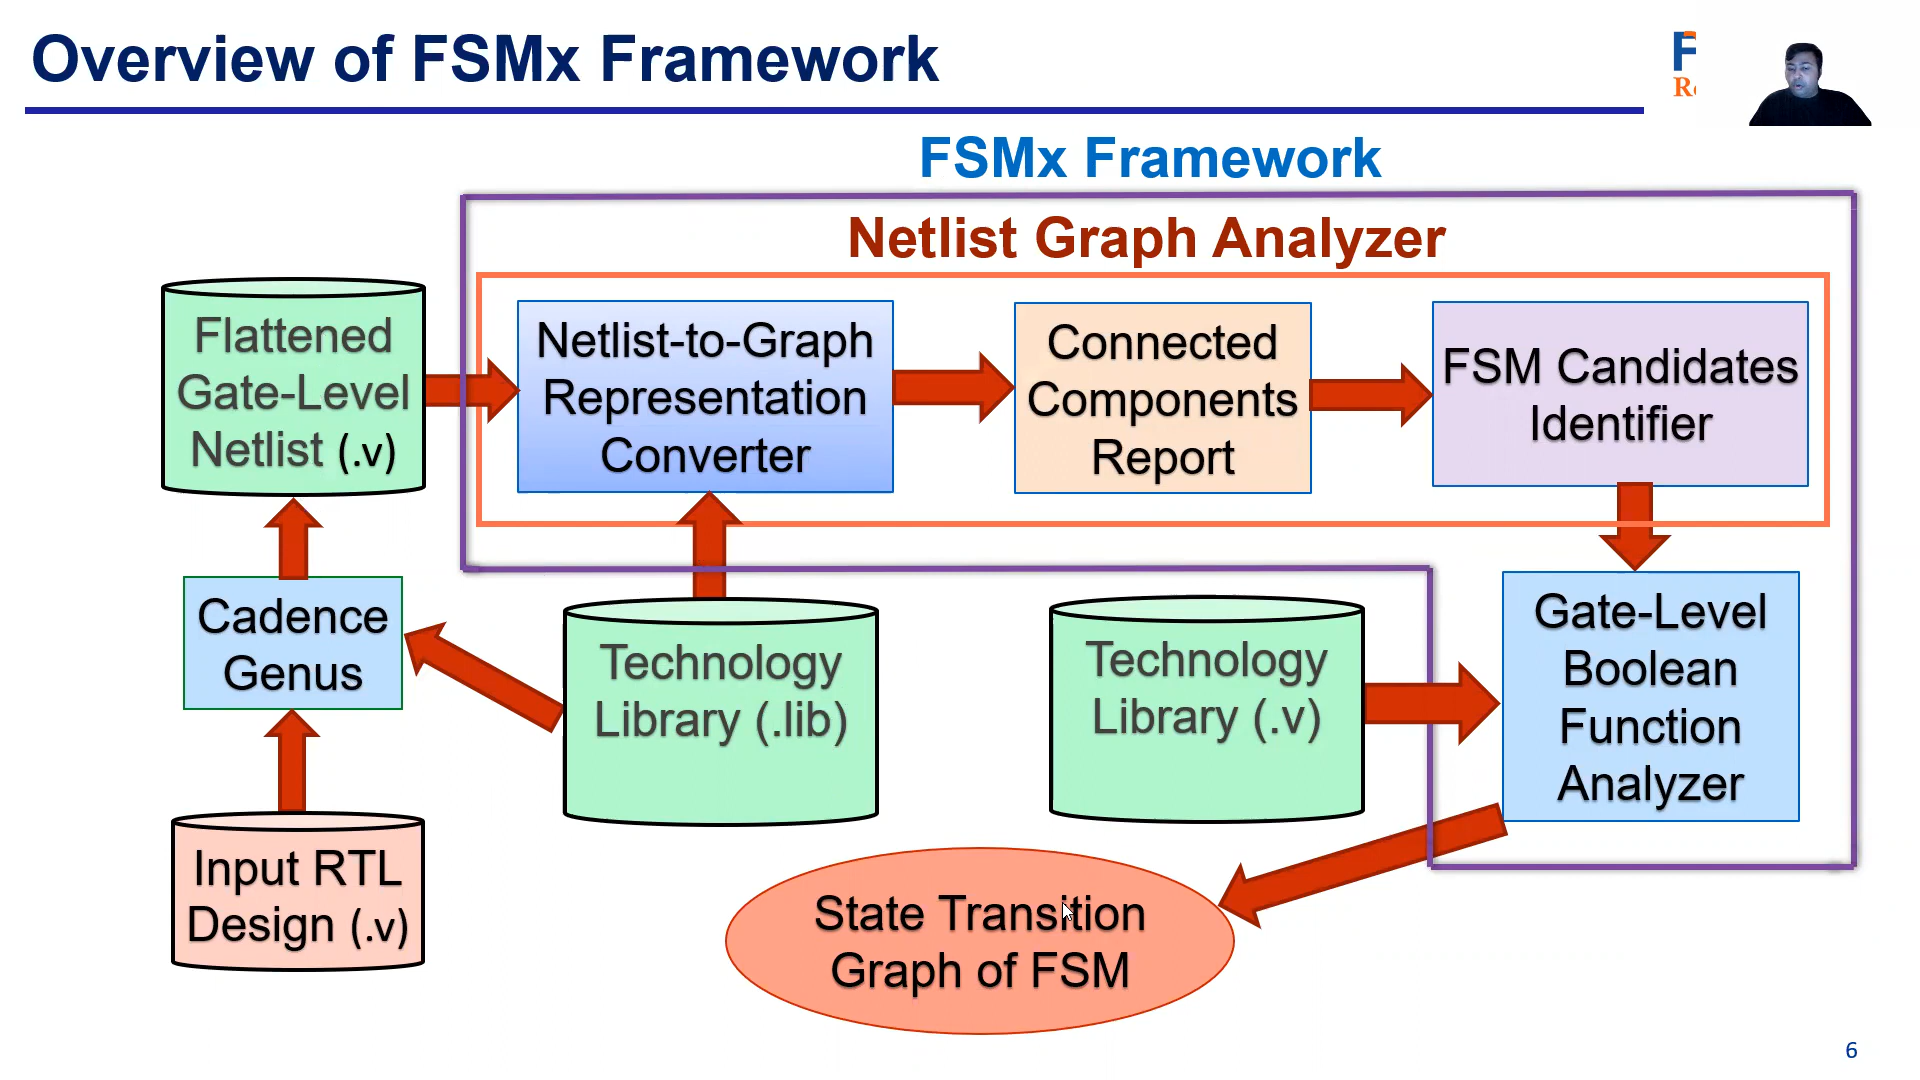 Overview of FSMx Framework
F
FSMx Framework
Netlist Graph Analyzer
Flattened
Gate-Level
Netlist (.v)
Netlist-to-Graph
Representation
Converter
Connected
Components
Report
FSM Candidates
Identifier
Cadence
Genus
Technology
Library (.lib)
Technology
Library (.v)
Gate-Level
Boolean
Function
Analyzer
Input RTL
Design (.v)
State Transition
Graph of FSM
6